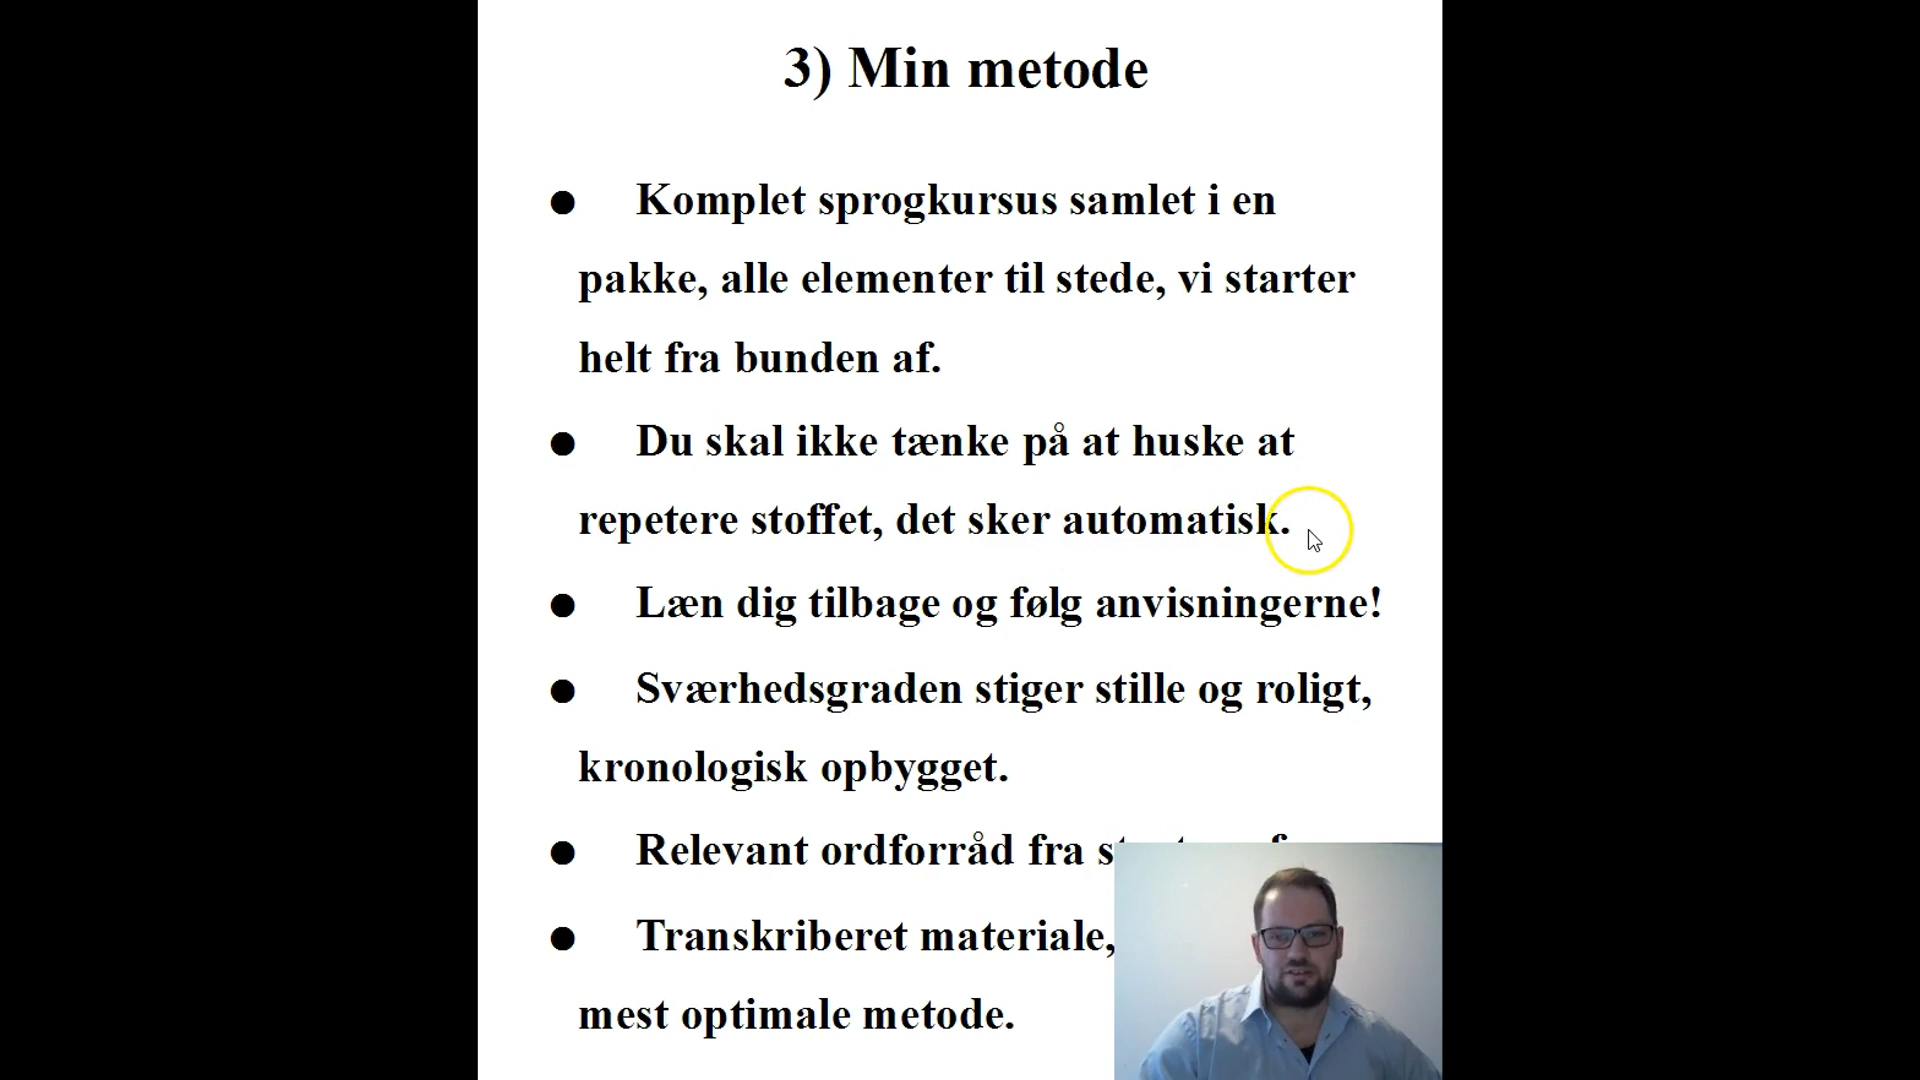 3) Min metode
● Komplet sprogkursus samlet i en
pakke, alle elementer til stede, vi starter
helt fra bunden af.
● Du skal ikke tænke på at huske at
repetere stoffet, det sker automatisk.
● Læn dig tilbage og følg anvisningerne!
● Sværhedsgraden stiger stille og roligt,
kronologisk opbygget.
● Relevant ordforråd fra
● Transkriberet materiale,
mest optimale metode.